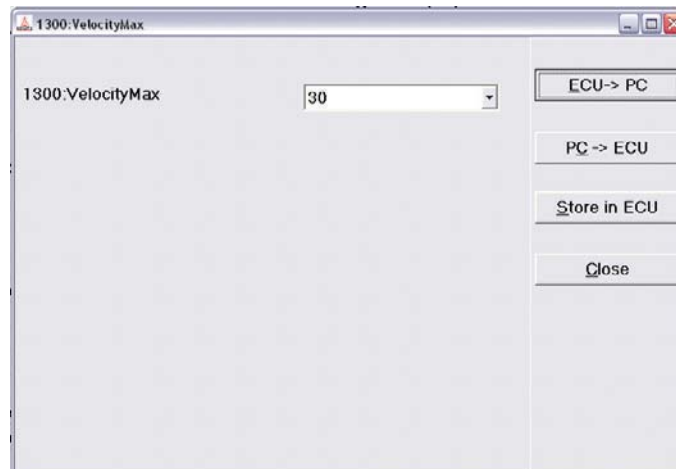 1300:VelocityMax
1300:VelocityMax
30
ECU-> PC
PC -> ECU
Store in ECU
Close